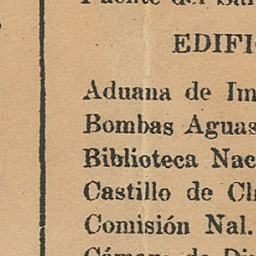 EDIFI
Aduana de Im
Bombas Aguas
Biblioteca Nac
Castillo de Ch
Comisión Nal.